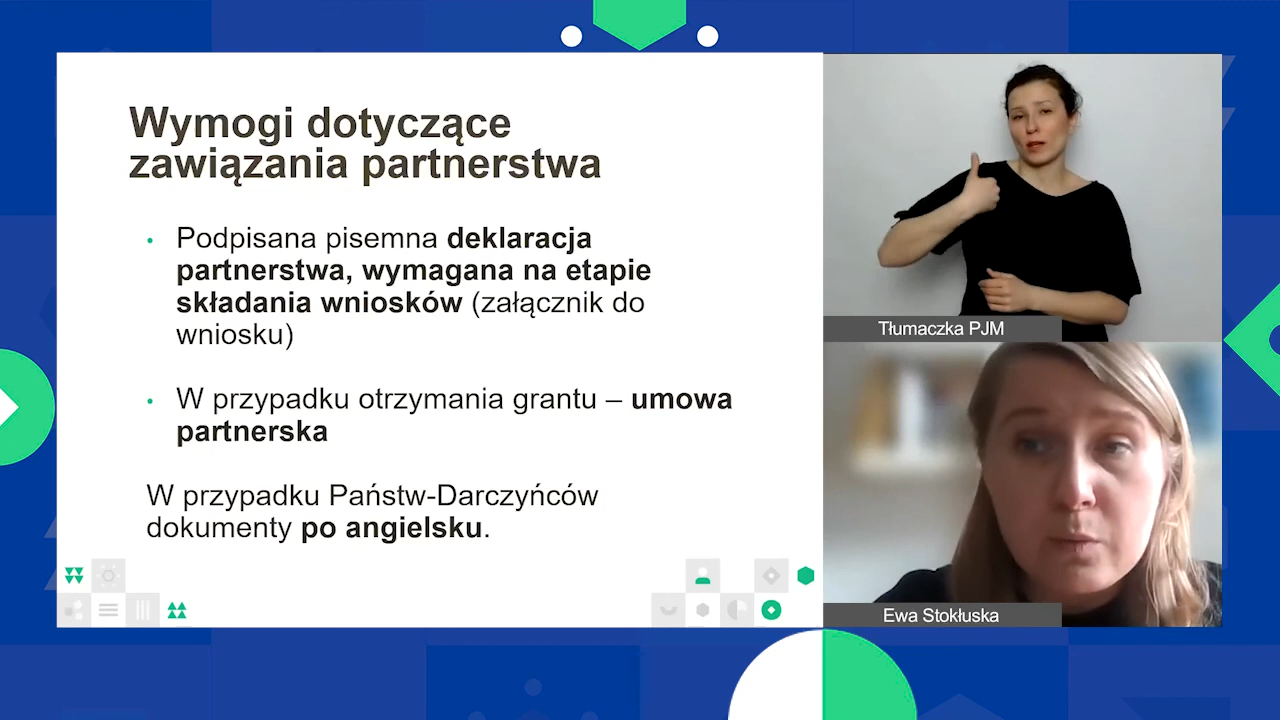 Wymogi dotyczące
zawiązania partnerstwa
• Podpisana pisemna deklaracja
partnerstwa, wymagana na etapie
składania wniosków (załącznik do
wniosku)
• W przypadku otrzymania grantu – umowa
partnerska
W przypadku Państw-Darczyńców
dokumenty po angielsku.
Tłumaczka PJM
Ewa Stokłuska